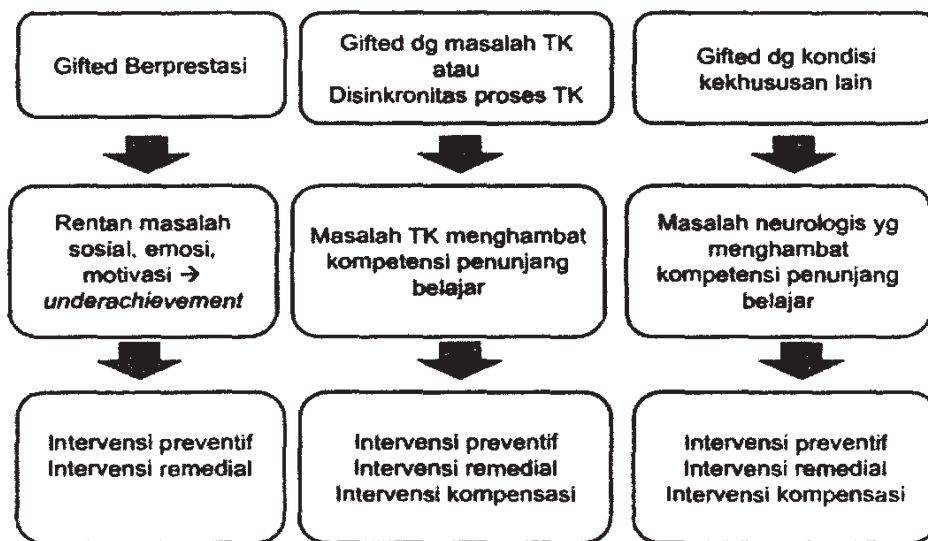 Gifted Berprestasi
Gifted dg masalah TK
atau
Disinkronitas proses TK
Gifted dg kondisi
kekhususan lain
Rentan masalah
sosial, emosi,
motivasi →
underachievement
Masalah TK menghambat
kompetensi penunjang
belajar
Masalah neurologis yg
menghambat
kompetensi penunjang
belajar
Intervensi preventif
Intervensi remedial
Intervensi preventif
Intervensi remedial
Intervensi kompensasi
Intervensi preventif
Intervensi remedial
Intervensi kompensasi